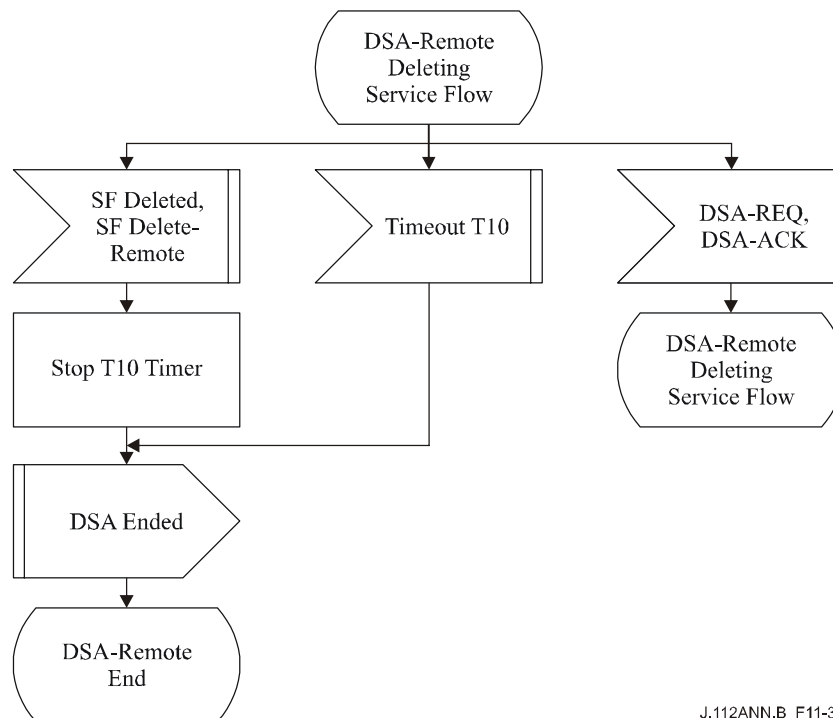 DSA-Remote
Deleting
Service Flow
SF Deleted,
SF Delete-
Remote
Timeout T10
DSA-REQ,
DSA-ACK
Stop T10 Timer
DSA-Remote
Deleting
Service Flow
DSA Ended
DSA-Remote
End
J.112ANN.B_F11-3